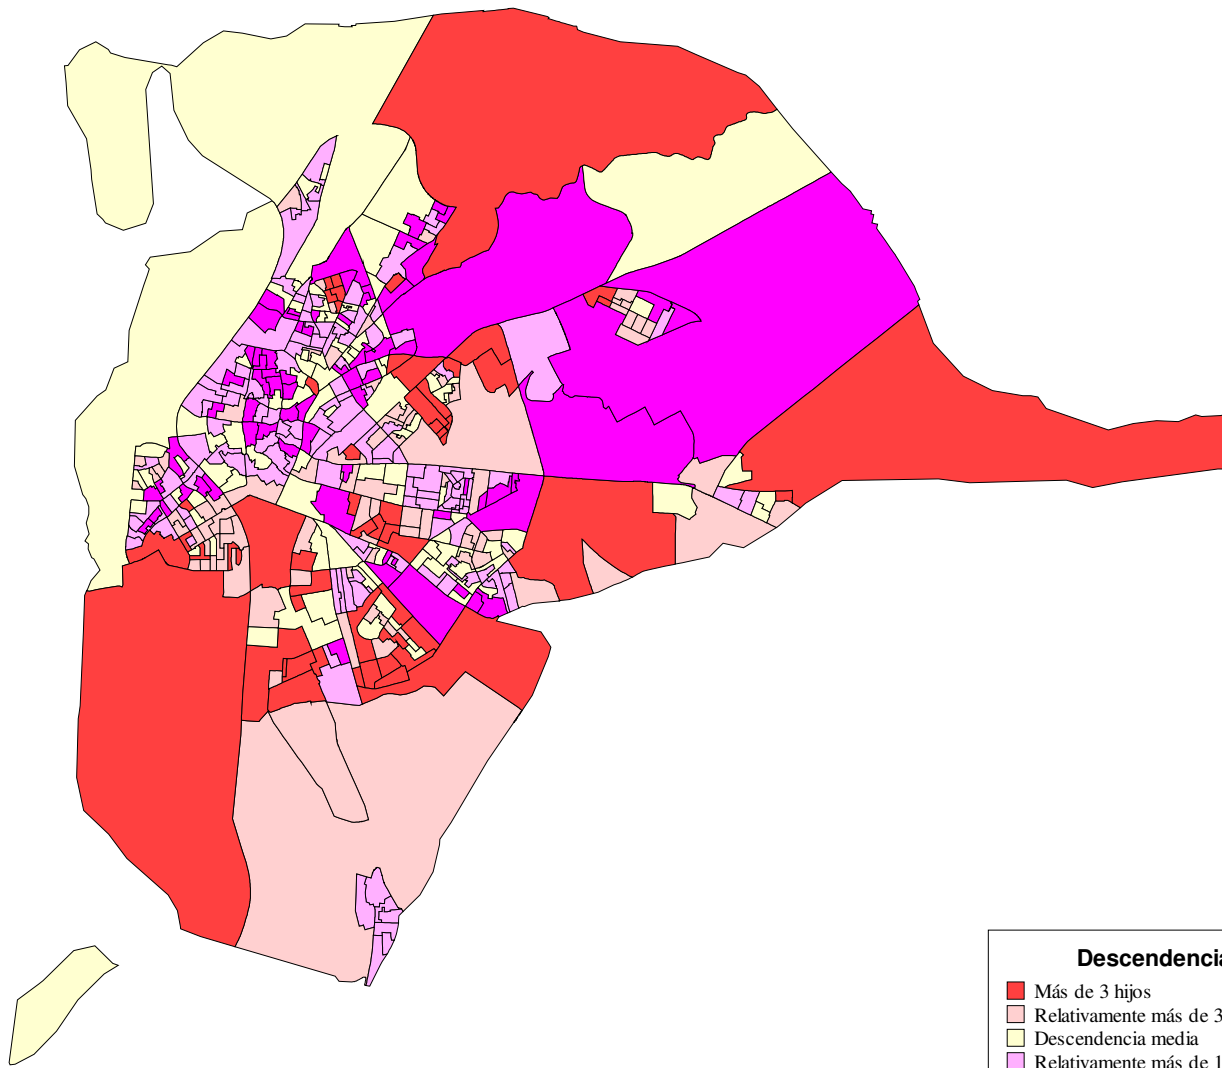 Descendencia
Más de 3 hijos
Relativamente más de 3
Descendencia media
Relativamente más de 1